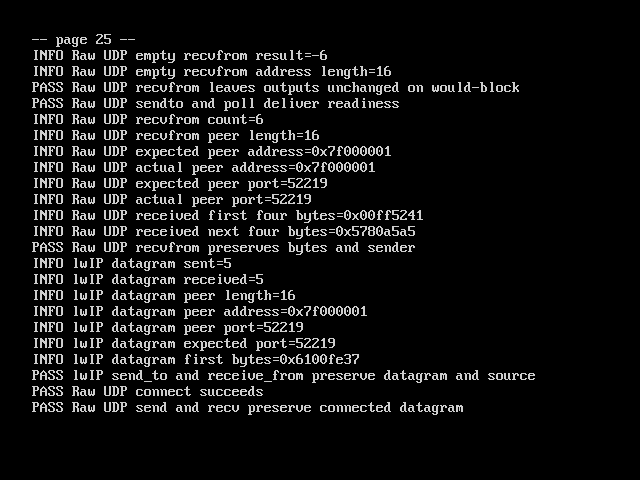 -- page 25 --
INFO Raw UDP empty recvfrom result=-6
INFO Raw UDP empty recvfrom address length=16
PASS Raw UDP recvfrom leaves outputs unchanged on would-block
PASS Raw UDP sendto and poll deliver readiness
INFO Raw UDP recvfrom count=6
INFO Raw UDP recvfrom peer length=16
INFO Raw UDP expected peer address=0x7f000001
INFO Raw UDP actual peer address=0x7f000001
INFO Raw UDP expected peer port=52219
INFO Raw UDP actual peer port=52219
INFO Raw UDP received first four bytes=0x00ff5241
INFO Raw UDP received next four bytes=0x5780a5a5
PASS Raw UDP recvfrom preserves bytes and sender
INFO lwIP datagram sent=5
INFO lwIP datagram received=5
INFO lwIP datagram peer length=16
INFO lwIP datagram peer address=0x7f000001
INFO lwIP datagram peer port=52219
INFO lwIP datagram expected port=52219
INFO lwIP datagram first bytes=0x6100fe37
PASS lwIP send_to and receive_from preserve datagram and source
PASS Raw UDP connect succeeds
PASS Raw UDP send and recv preserve connected datagram